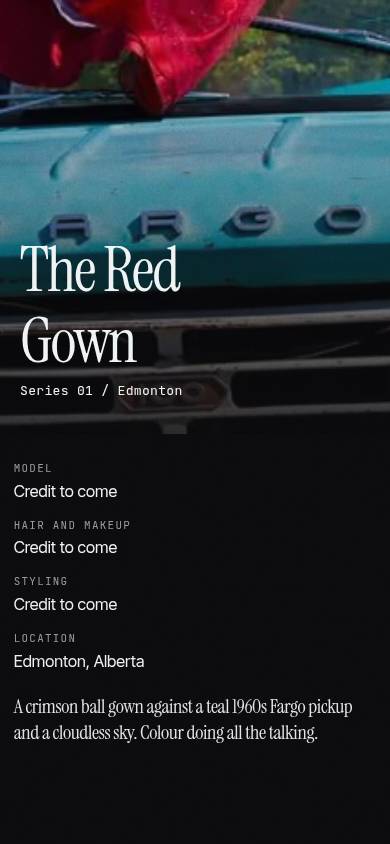 ARGO
The Red
Gown
Series 01 / Edmonton
MODEL
Credit to come
HAIR AND MAKEUP
Credit to come
STYLING
Credit to come
LOCATION
Edmonton, Alberta
A crimson ball gown against a teal 1960s Fargo pickup
and a cloudless sky. Colour doing all the talking.